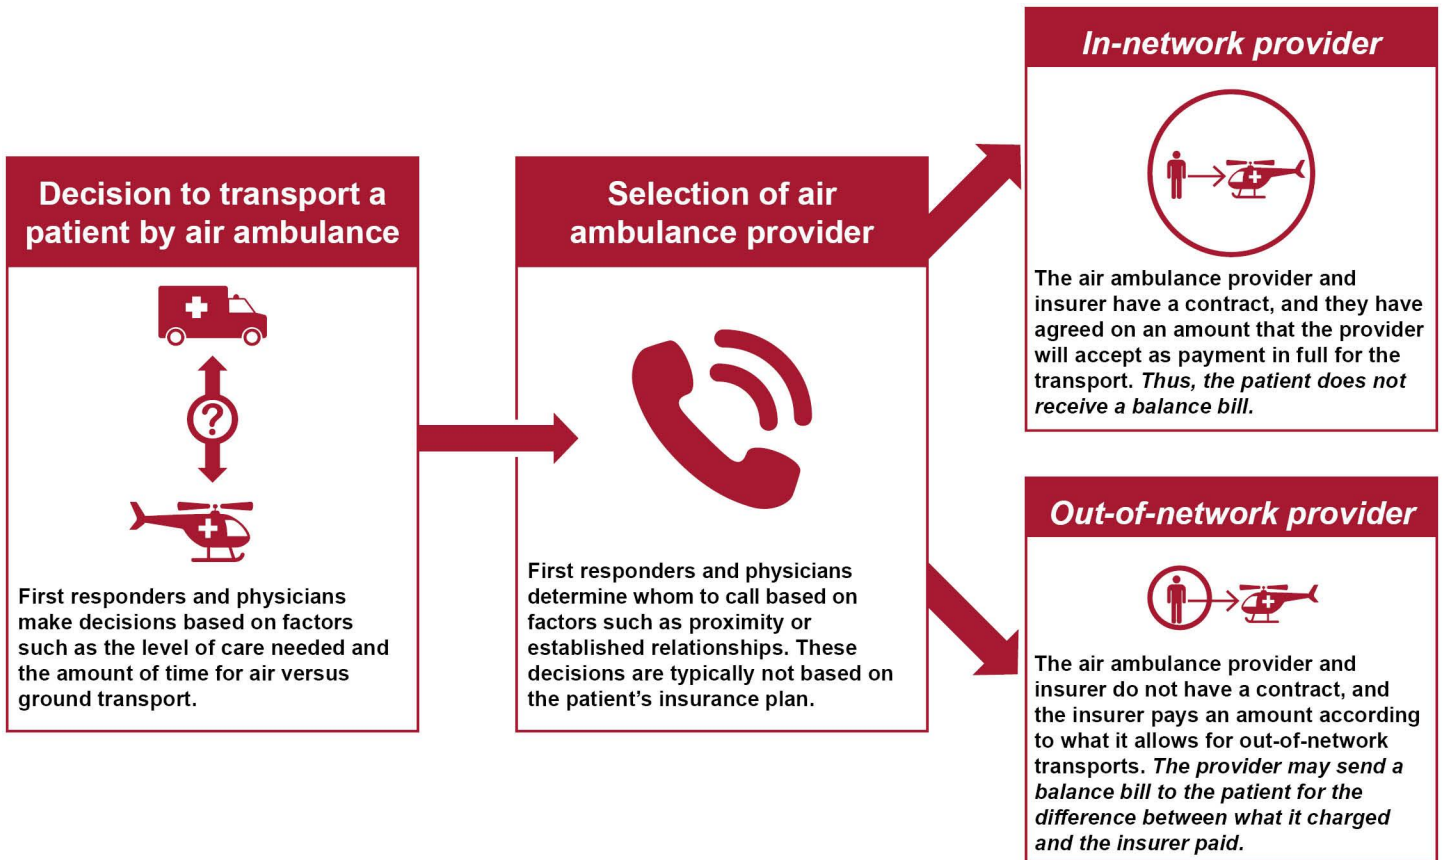 Decision to transport a
patient by air ambulance
?
First responders and physicians
make decisions based on factors
such as the level of care needed and
the amount of time for air versus
ground transport.
Selection of air
ambulance provider
First responders and physicians
determine whom to call based on
factors such as proximity or
established relationships. These
decisions are typically not based on
the patient’s insurance plan.
In-network provider
The air ambulance provider and
insurer have a contract, and they have
agreed on an amount that the provider
will accept as payment in full for the
transport. Thus, the patient does not
receive a balance bill.
Out-of-network provider
The air ambulance provider and
insurer do not have a contract, and
the insurer pays an amount according
to what it allows for out-of-network
transports. The provider may send a
balance bill to the patient for the
difference between what it charged
and the insurer paid.